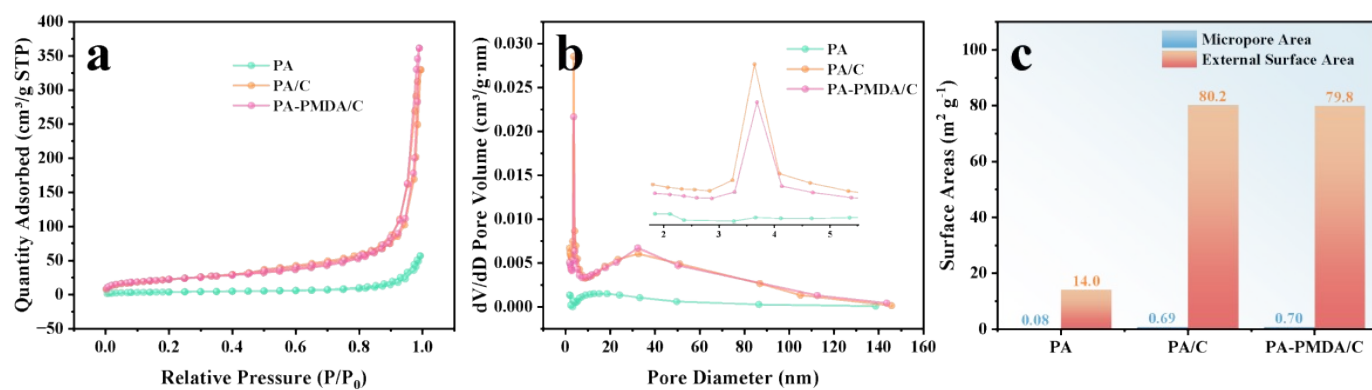 a
PA
PA/C
PA-PMDA/C
Quantity Adsorbed (cm³/g STP)
400
350
300
250
200
150
100
50
0
−50
0.0 0.2 0.4 0.6 0.8 1.0
Relative Pressure (P/P₀)
b
PA
PA/C
PA-PMDA/C
dV/dD Pore Volume (cm³/g·nm)
0.030
0.025
0.020
0.015
0.010
0.005
0.000
2 3 4 5
0 20 40 60 80 100 120 140 160
Pore Diameter (nm)
c
Micropore Area
External Surface Area
Surface Areas (m² g⁻¹)
100
80
60
40
20
0
0.08 14.0 0.69 80.2 0.70 79.8
PA PA/C PA-PMDA/C